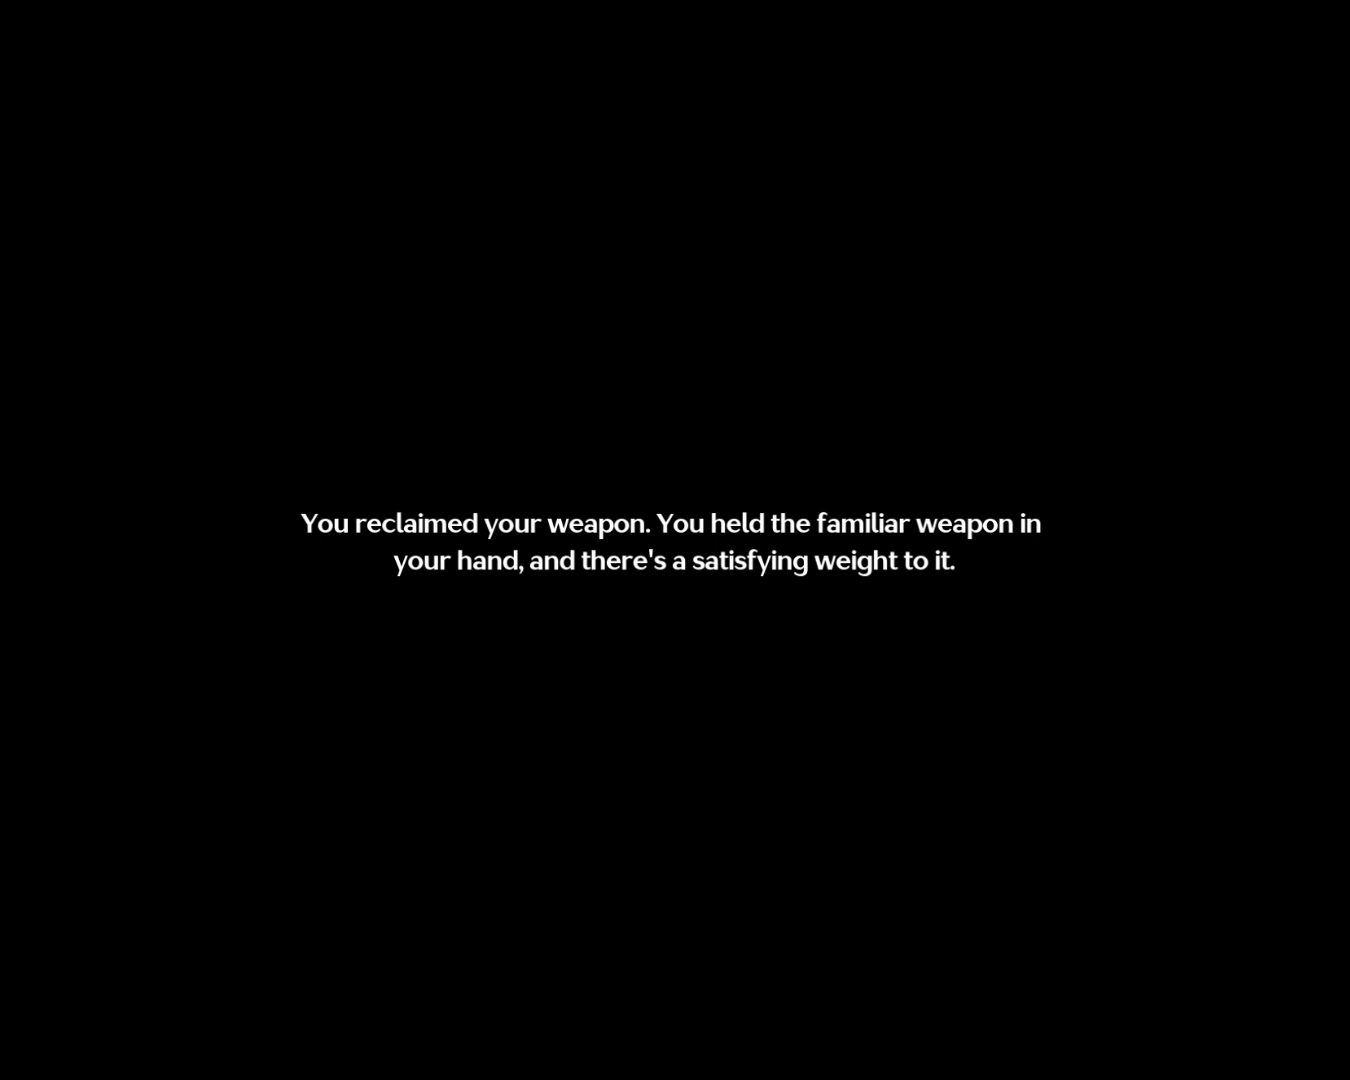 You reclaimed your weapon. You held the familiar weapon in
your hand, and there's a satisfying weight to it.